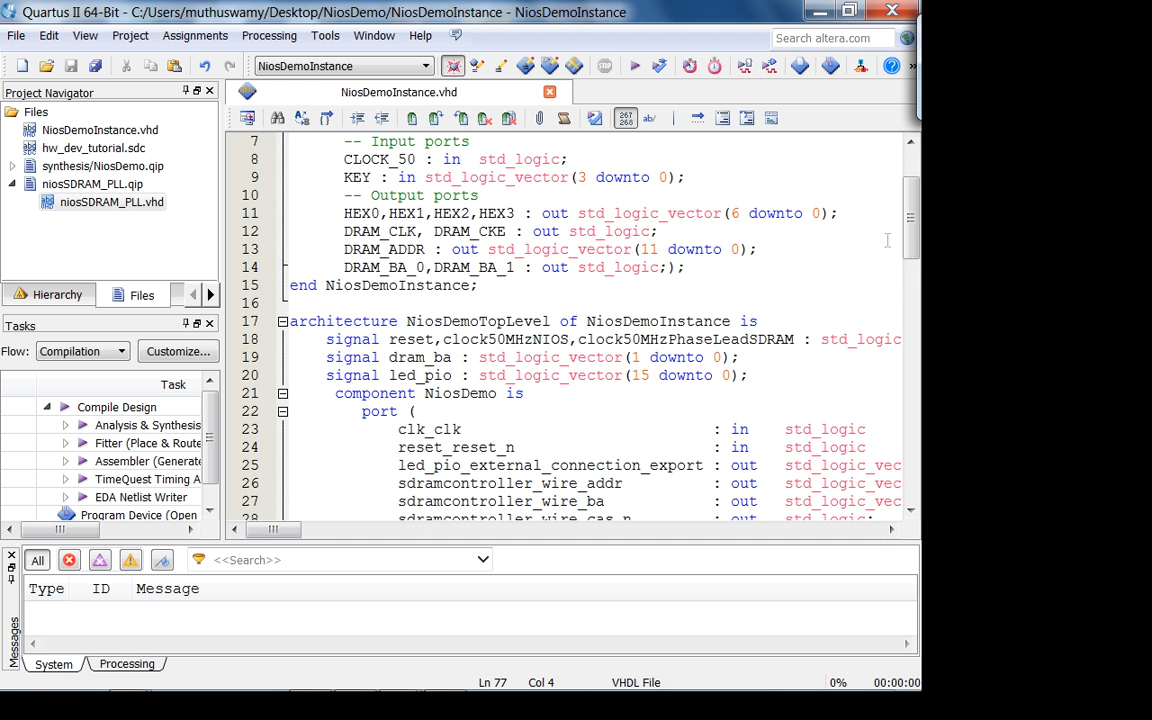 Quartus II 64-Bit - C:/Users/muthuswamy/Desktop/NiosDemo/NiosDemoInstance - NiosDemoInstance
File Edit View Project Assignments Processing Tools Window Help
Search altera.com
NiosDemoInstance
STOP
Project Navigator
Files
NiosDemoInstance.vhd
hw_dev_tutorial.sdc
synthesis/NiosDemo.qip
niosSDRAM_PLL.qip
niosSDRAM_PLL.vhd
Hierarchy Files
Tasks
Flow: Compilation Customize...
Task
Compile Design
Analysis & Synthesis
Fitter (Place & Route
Assembler (Generate
TimeQuest Timing A
EDA Netlist Writer
Program Device (Open
NiosDemoInstance.vhd
267 268 ab/
7 -- Input ports
8 CLOCK_50 : in std_logic;
9 KEY : in std_logic_vector(3 downto 0);
10 -- Output ports
11 HEX0,HEX1,HEX2,HEX3 : out std_logic_vector(6 downto 0);
12 DRAM_CLK, DRAM_CKE : out std_logic;
13 DRAM_ADDR : out std_logic_vector(11 downto 0);
14 DRAM_BA_0,DRAM_BA_1 : out std_logic;);
15 end NiosDemoInstance;
16
17 architecture NiosDemoTopLevel of NiosDemoInstance is
18 signal reset,clock50MHzNIOS,clock50MHzPhaseLeadSDRAM : std_logic
19 signal dram_ba : std_logic_vector(1 downto 0);
20 signal led_pio : std_logic_vector(15 downto 0);
21 component NiosDemo is
22 port (
23 clk_clk : in std_logic
24 reset_reset_n : in std_logic
25 led_pio_external_connection_export : out std_logic_vec
26 sdramcontroller_wire_addr : out std_logic_vec
27 sdramcontroller_wire_ba : out std_logic_vec
28 sdramcontroller_wire_cas_n : out std_logic;
All <<Search>>
Type ID Message
Messages
System Processing
Ln 77 Col 4 VHDL File 0% 00:00:00